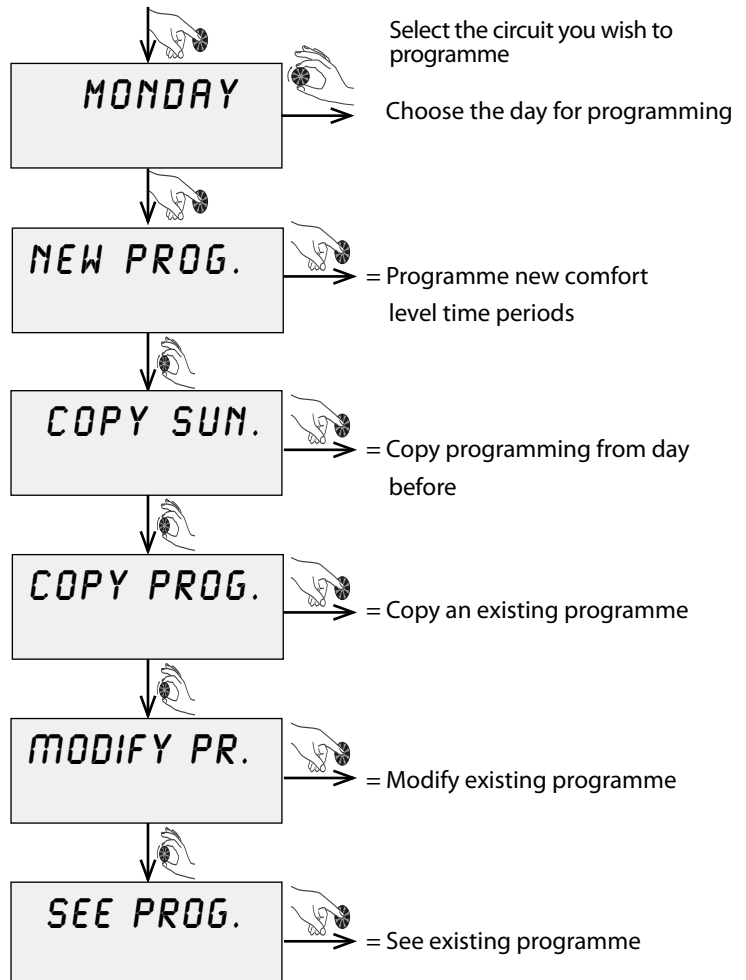 Select the circuit you wish to
programme
MONDAY
Choose the day for programming
NEW PROG.
= Programme new comfort
level time periods
COPY SUN.
= Copy programming from day
before
COPY PROG.
= Copy an existing programme
MODIFY PR.
= Modify existing programme
SEE PROG.
= See existing programme